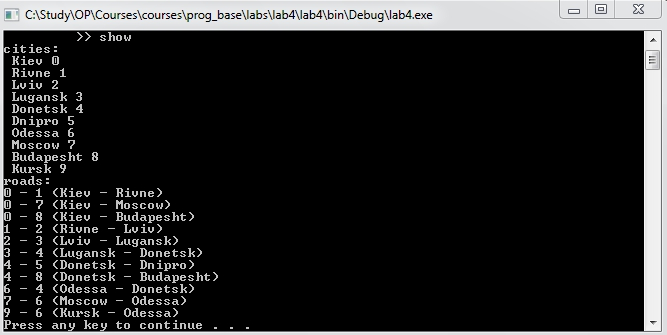 C:\Study\OP\Courses\courses\prog_base\labs\lab4\lab4\bin\Debug\lab4.exe
>> show
cities:
Kiev 0
Rivne 1
Lviv 2
Lugansk 3
Donetsk 4
Dnipro 5
Odessa 6
Moscow 7
Budapesht 8
Kursk 9
roads:
0 - 1 (Kiev - Rivne)
0 - 7 (Kiev - Moscow)
0 - 8 (Kiev - Budapesht)
1 - 2 (Rivne - Lviv)
2 - 3 (Lviv - Lugansk)
3 - 4 (Lugansk - Donetsk)
4 - 5 (Donetsk - Dnipro)
4 - 8 (Donetsk - Budapesht)
6 - 4 (Odessa - Donetsk)
7 - 6 (Moscow - Odessa)
9 - 6 (Kursk - Odessa)
Press any key to continue . . .